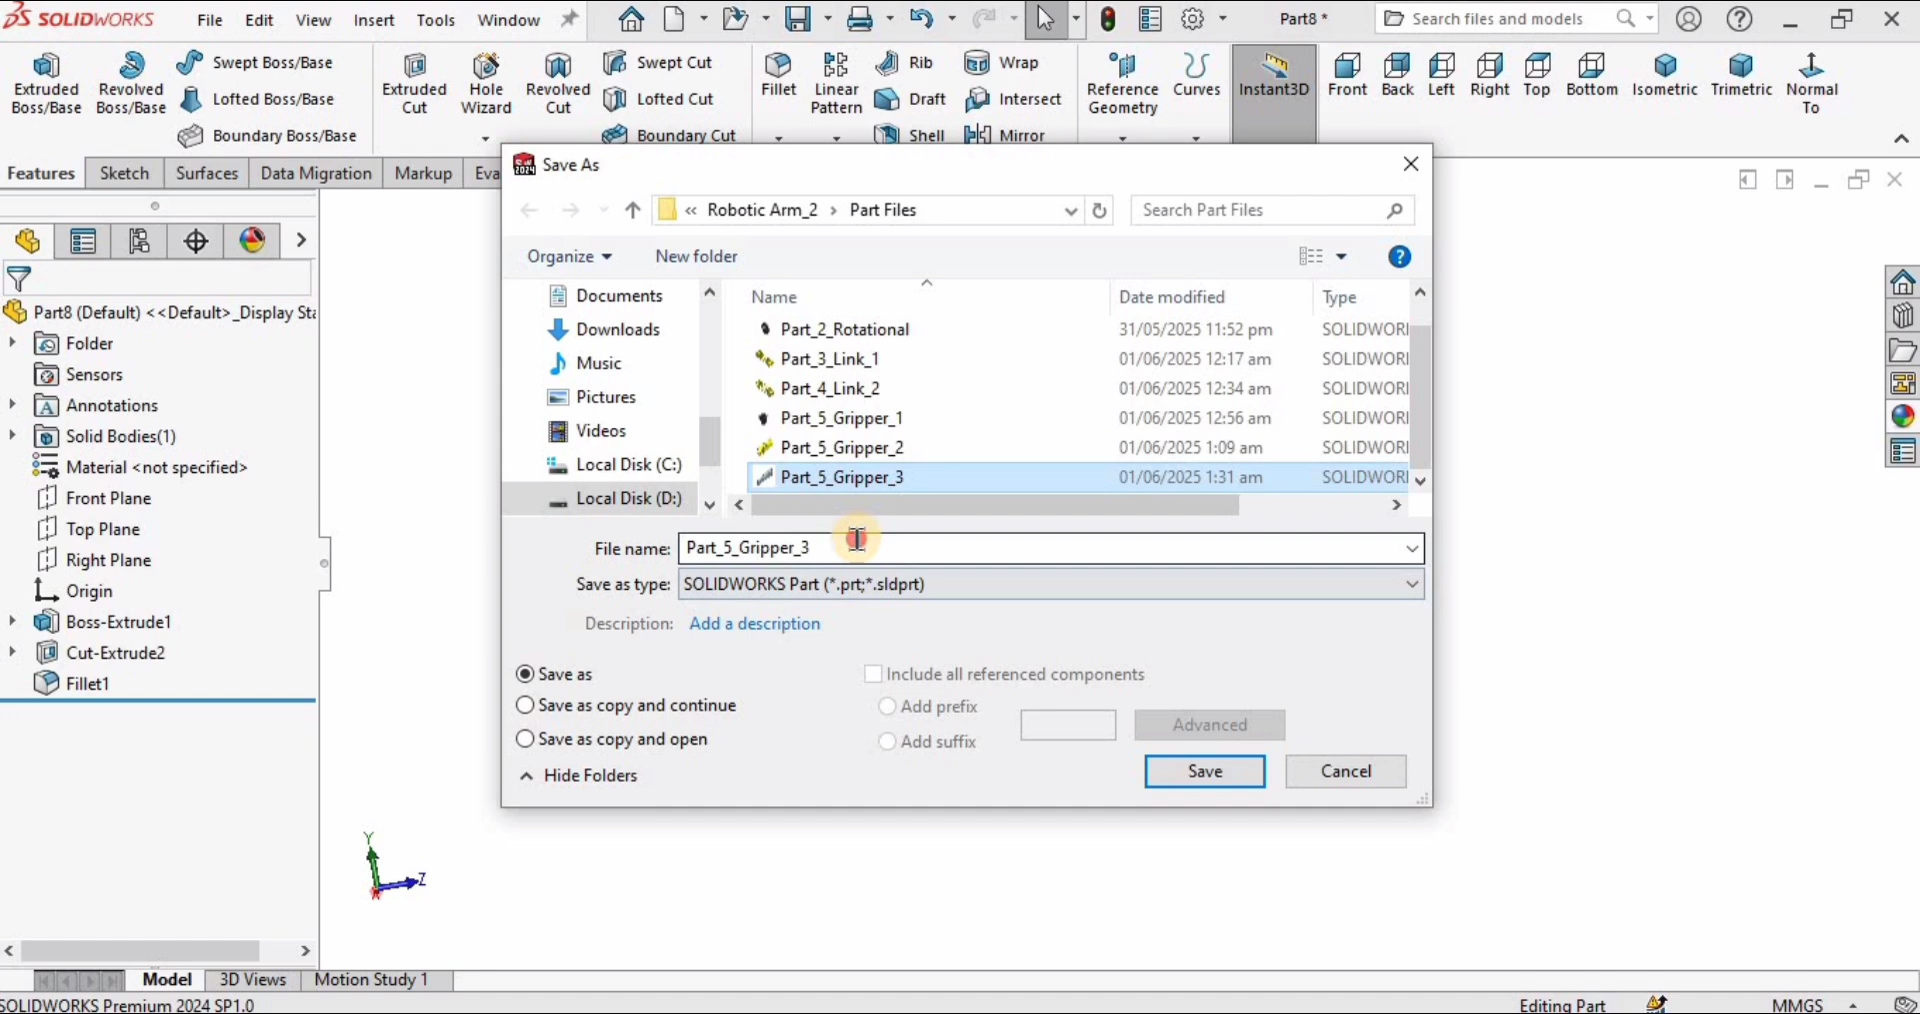 SOLIDWORKS File Edit View Insert Tools Window Part8 * Search files and models
Extruded Boss/Base Revolved Boss/Base Swept Boss/Base Lofted Boss/Base Boundary Boss/Base Extruded Cut Hole Wizard Revolved Cut Swept Cut Lofted Cut Boundary Cut Fillet Linear Pattern Rib Draft Shell Wrap Intersect Mirror Reference Geometry Curves Instant3D Front Back Left Right Top Bottom Isometric Trimetric Normal To
Features Sketch Surfaces Data Migration Markup Eva
Part8 (Default) <<Default>_Display Sta
Folder
Sensors
Annotations
Solid Bodies(1)
Material <not specified>
Front Plane
Top Plane
Right Plane
Origin
Boss-Extrude1
Cut-Extrude2
Fillet1
Save As
« Robotic Arm_2 › Part Files Search Part Files
Organize New folder
Documents
Downloads
Music
Pictures
Videos
Local Disk (C:)
Local Disk (D:)
Name Date modified Type
Part_2_Rotational 31/05/2025 11:52 pm SOLIDWORI
Part_3_Link_1 01/06/2025 12:17 am SOLIDWORI
Part_4_Link_2 01/06/2025 12:34 am SOLIDWORI
Part_5_Gripper_1 01/06/2025 12:56 am SOLIDWORI
Part_5_Gripper_2 01/06/2025 1:09 am SOLIDWORI
Part_5_Gripper_3 01/06/2025 1:31 am SOLIDWORI
File name: Part_5_Gripper_3
Save as type: SOLIDWORKS Part (*.prt;*.sldprt)
Description: Add a description
Save as
Save as copy and continue
Save as copy and open
Include all referenced components
Add prefix
Add suffix
Advanced
Hide Folders
Save Cancel
Y
Z
X
Model 3D Views Motion Study 1
SOLIDWORKS Premium 2024 SP1.0 Editing Part MMGS